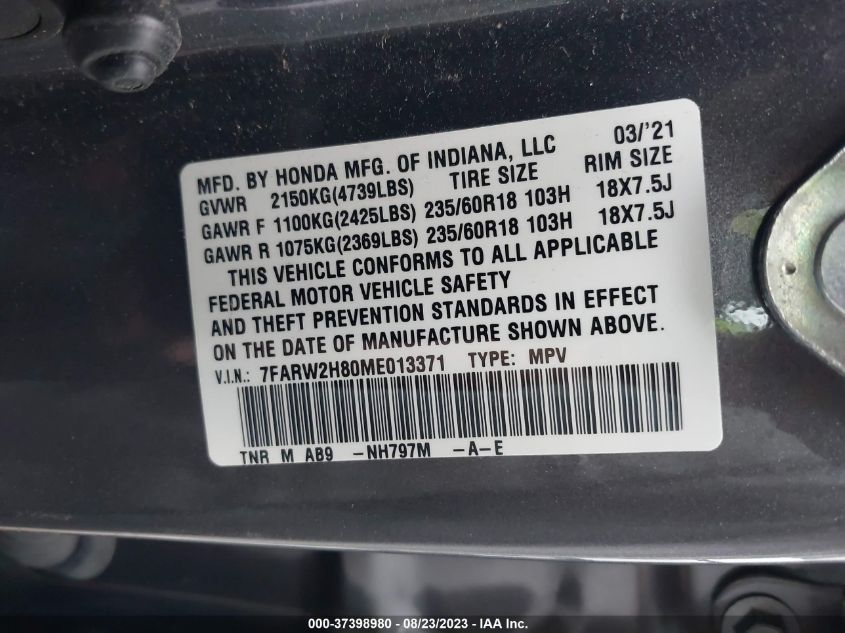 MFD. BY HONDA MFG. OF INDIANA, LLC 03/'21
GVWR 2150KG(4739LBS) TIRE SIZE RIM SIZE
GAWR F 1100KG(2425LBS) 235/60R18 103H 18X7.5J
GAWR R 1075KG(2369LBS) 235/60R18 103H 18X7.5J
THIS VEHICLE CONFORMS TO ALL APPLICABLE
FEDERAL MOTOR VEHICLE SAFETY
AND THEFT PREVENTION STANDARDS IN EFFECT
ON THE DATE OF MANUFACTURE SHOWN ABOVE.
V.I.N.: 7FARW2H80ME013371 TYPE: MPV
TNR M AB9 -NH797M -A-E
000-37398980 - 08/23/2023 - IAA Inc.